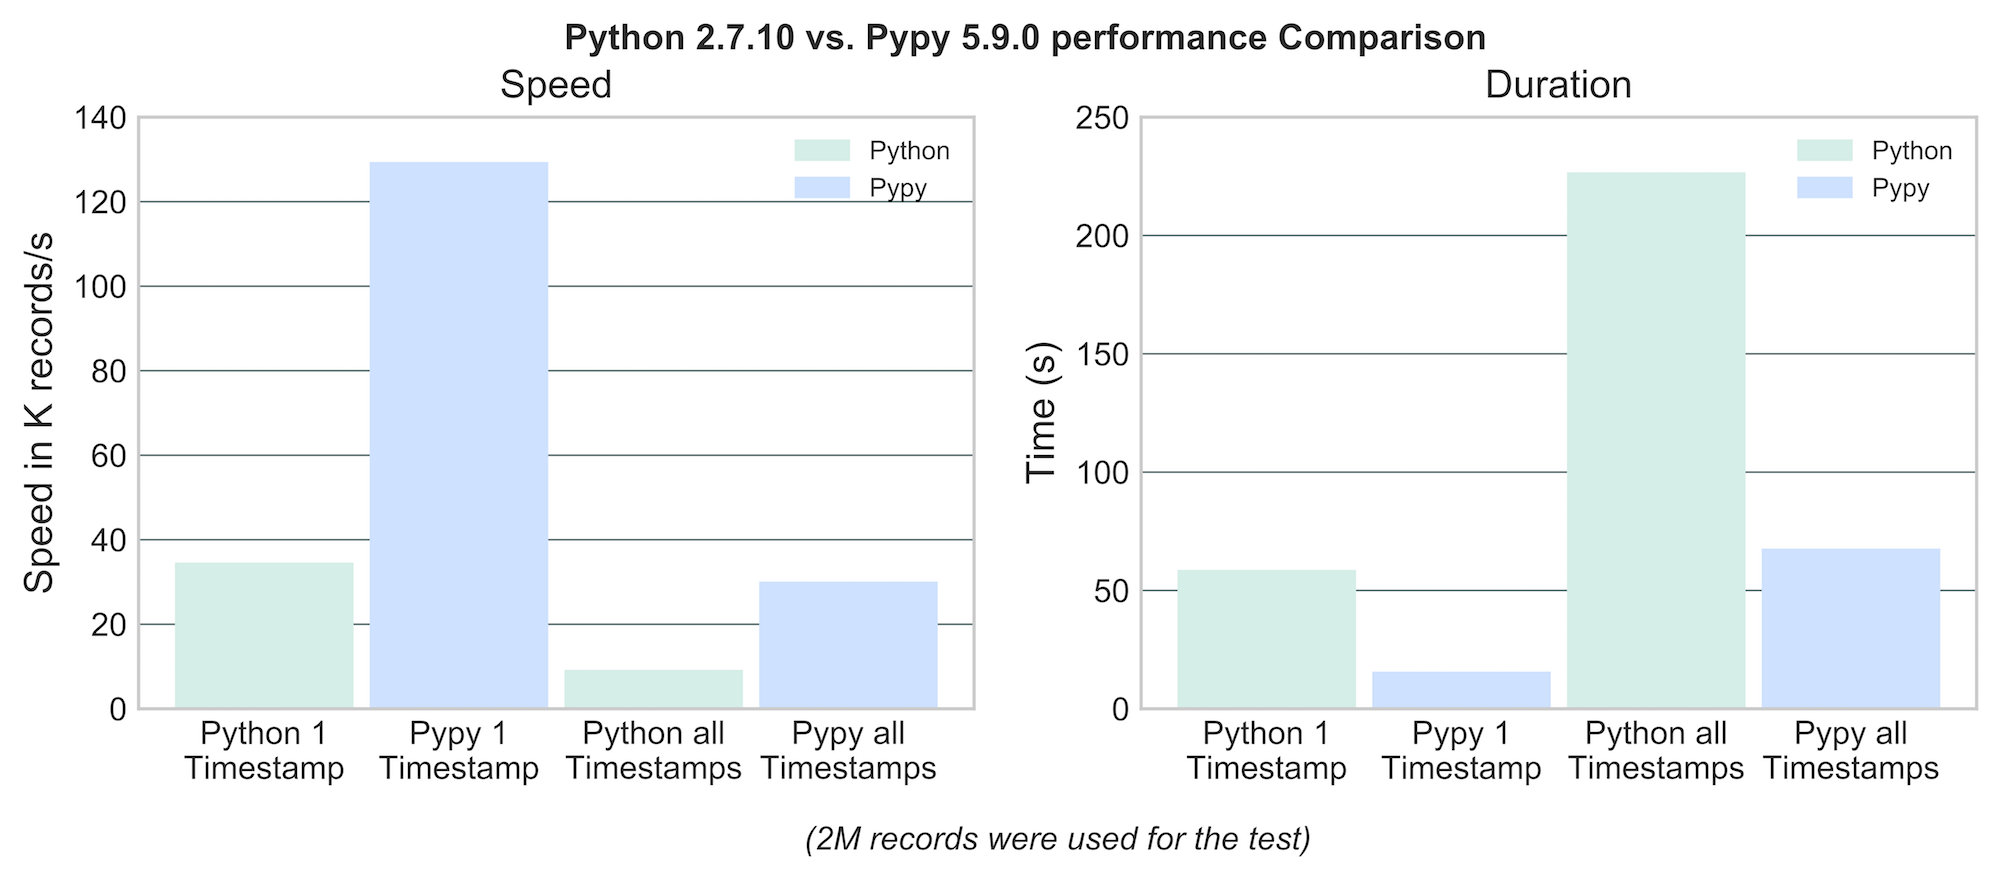 Python 2.7.10 vs. Pypy 5.9.0 performance Comparison
Speed
140
120
100
80
60
40
20
0
Speed in K records/s
Python
Pypy
Python 1
Timestamp
Pypy 1
Timestamp
Python all
Timestamps
Pypy all
Timestamps
Duration
250
200
150
100
50
0
Time (s)
Python
Pypy
Python 1
Timestamp
Pypy 1
Timestamp
Python all
Timestamps
Pypy all
Timestamps
(2M records were used for the test)